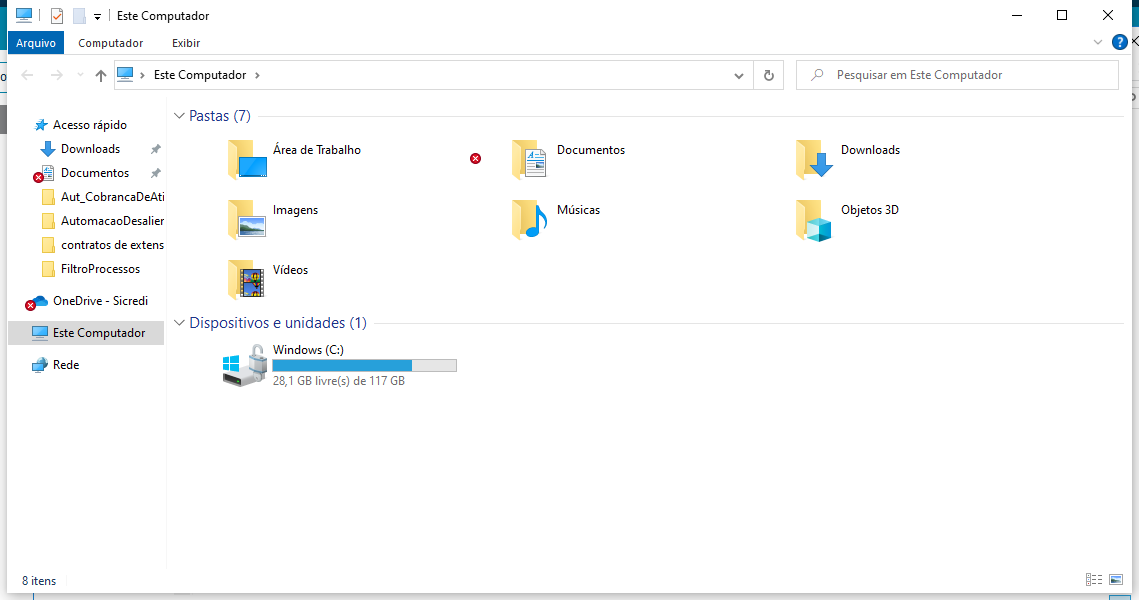 Este Computador
Arquivo Computador Exibir
Este Computador
Pesquisar em Este Computador
Acesso rápido
Downloads
Documentos
Aut_CobrancaDeAti
AutomacaoDesalier
contratos de extens
FiltroProcessos
OneDrive - Sicredi
Este Computador
Rede
Pastas (7)
Área de Trabalho
Documentos
Downloads
Imagens
Músicas
Objetos 3D
Vídeos
Dispositivos e unidades (1)
Windows (C:)
28,1 GB livre(s) de 117 GB
8 itens